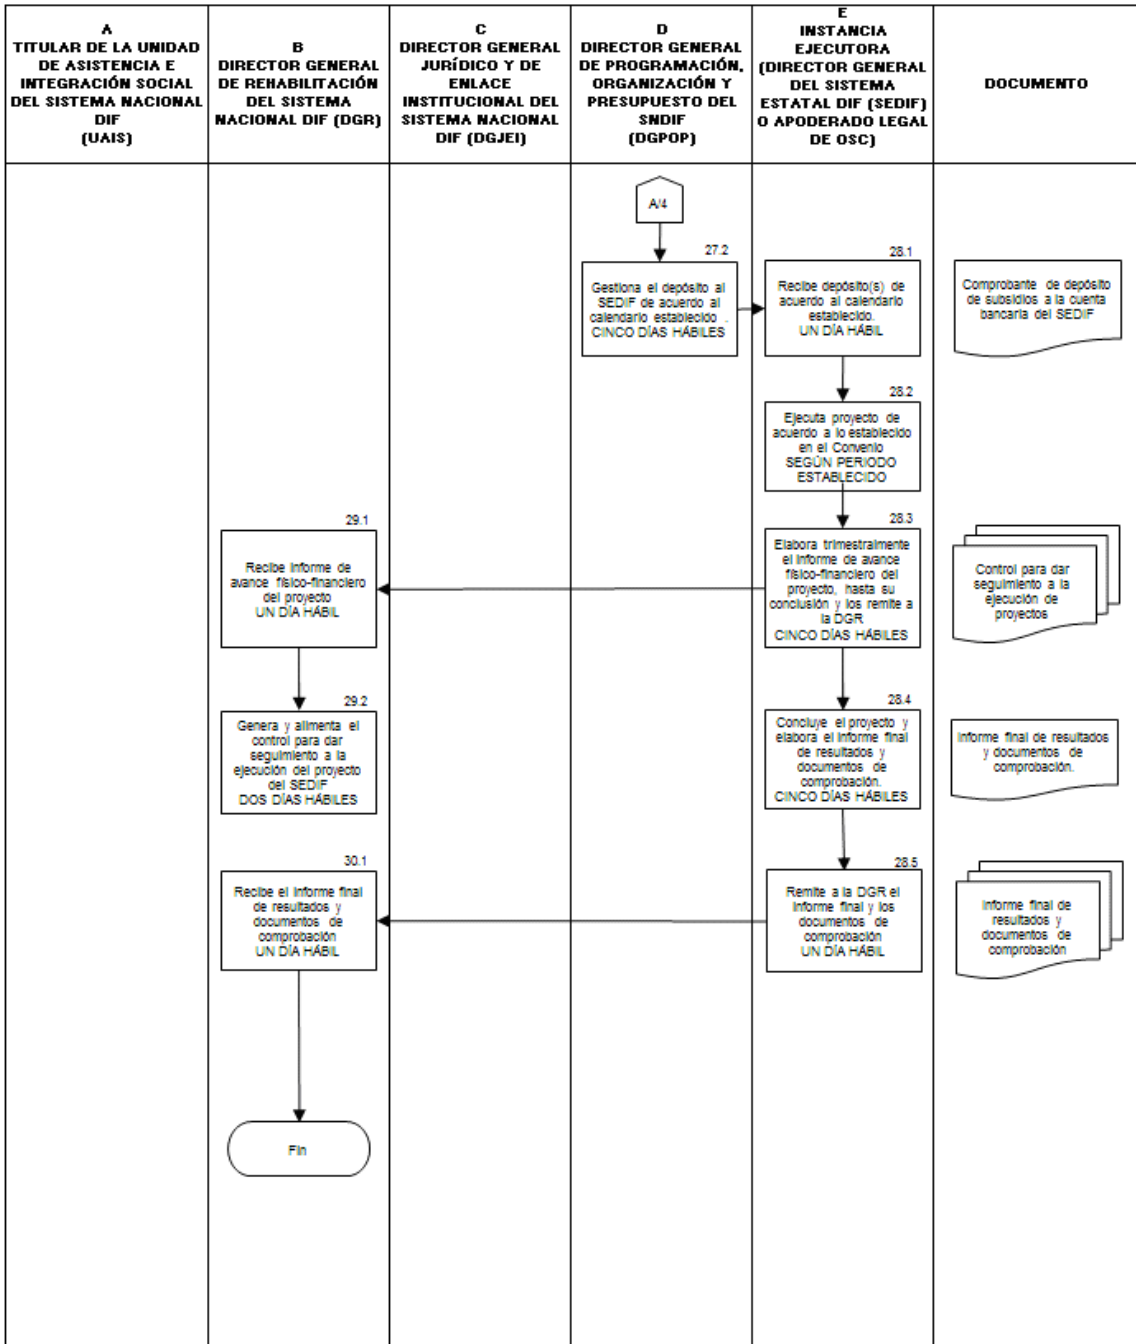 A
TITULAR DE LA UNIDAD
DE ASISTENCIA E
INTEGRACIÓN SOCIAL
DEL SISTEMA NACIONAL
DIF
(UAIS)
B
DIRECTOR GENERAL
DE REHABILITACIÓN
DEL SISTEMA
NACIONAL DIF (DGR)
C
DIRECTOR GENERAL
JURÍDICO Y DE
ENLACE
INSTITUCIONAL DEL
SISTEMA NACIONAL
DIF (DGJEI)
D
DIRECTOR GENERAL
DE PROGRAMACIÓN,
ORGANIZACIÓN Y
PRESUPUESTO DEL
SNDIF
(DGPOP)
E
INSTANCIA
EJECUTORA
(DIRECTOR GENERAL
DEL SISTEMA
ESTATAL DIF (SEDIF)
O APODERADO LEGAL
DE OSC)
DOCUMENTO
A/4
27.2
Gestiona el depósito al
SEDIF de acuerdo al
calendario establecido .
CINCO DÍAS HÁBILES
28.1
Recibe depósito(s) de
acuerdo al calendario
establecido.
UN DÍA HÁBIL
Comprobante de depósito
de subsidios a la cuenta
bancaria del SEDIF
28.2
Ejecuta proyecto de
acuerdo a lo establecido
en el Convenio
SEGÚN PERIODO
ESTABLECIDO
29.1
Recibe informe de
avance físico-financiero
del proyecto
UN DÍA HÁBIL
28.3
Elabora trimestralmente
el informe de avance
físico-financiero del
proyecto, hasta su
conclusión y los remite a
la DGR
CINCO DÍAS HÁBILES
Control para dar
seguimiento a la
ejecución de
proyectos
29.2
Genera y alimenta el
control para dar
seguimiento a la
ejecución del proyecto
del SEDIF
DOS DÍAS HÁBILES
28.4
Concluye el proyecto y
elabora el informe final
de resultados y
documentos de
comprobación.
CINCO DÍAS HÁBILES
Informe final de resultados
y documentos de
comprobación.
30.1
Recibe el informe final
de resultados y
documentos de
comprobación
UN DÍA HÁBIL
28.5
Remite a la DGR el
informe final y los
documentos de
comprobación
UN DÍA HÁBIL
Informe final de
resultados y
documentos de
comprobación
Fin